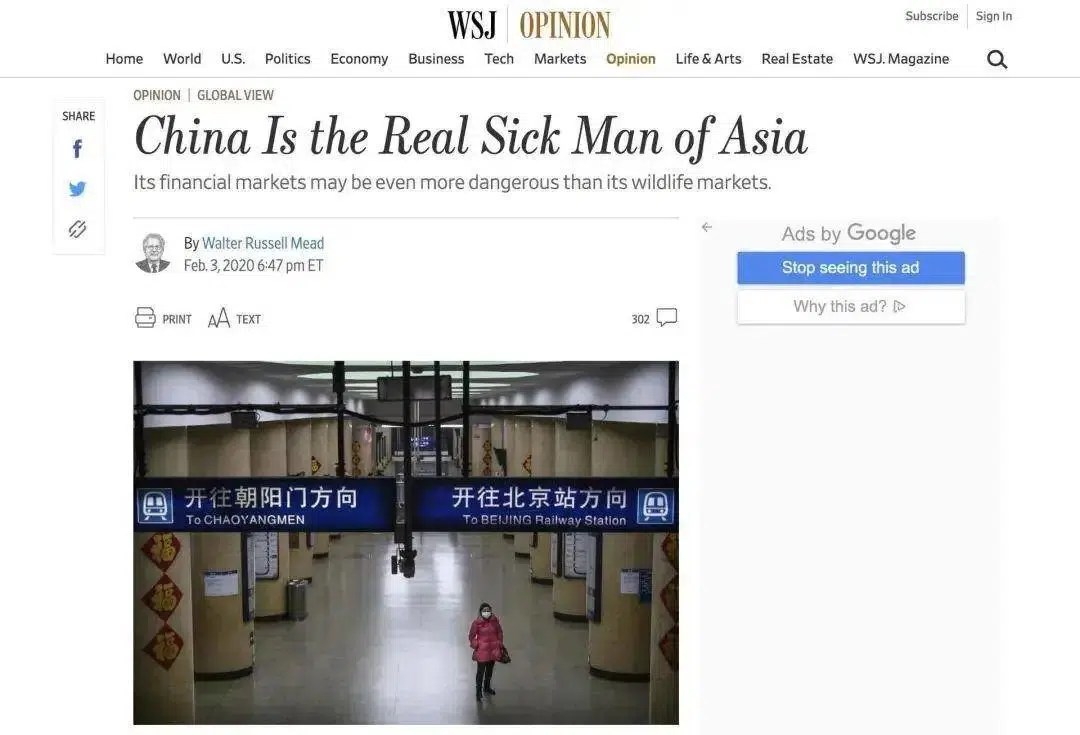 WSJ OPINION
Subscribe Sign In
Home World U.S. Politics Economy Business Tech Markets Opinion Life & Arts Real Estate WSJ. Magazine
OPINION | GLOBAL VIEW
SHARE
China Is the Real Sick Man of Asia
Its financial markets may be even more dangerous than its wildlife markets.
By Walter Russell Mead
Feb. 3, 2020 6:47 pm ET
PRINT TEXT
302
Ads by Google
Stop seeing this ad
Why this ad?
开往朝阳门方向
To CHAOYANGMEN
开往北京站方向
To BEIJING Railway Station
福
福
福